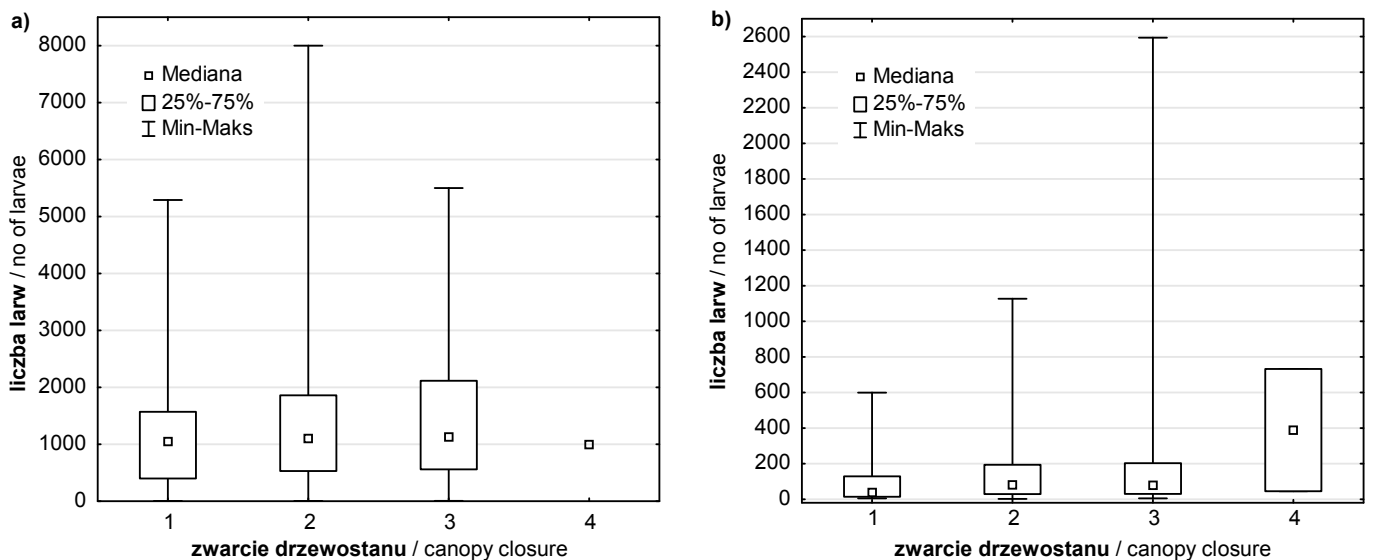 a)
8000
7000
6000
5000
4000
3000
2000
1000
0
liczba larw / no of larvae
Mediana
25%-75%
Min-Maks
1 2 3 4
zwarcie drzewostanu / canopy closure
b)
2600
2400
2200
2000
1800
1600
1400
1200
1000
800
600
400
200
0
liczba larw / no of larvae
Mediana
25%-75%
Min-Maks
1 2 3 4
zwarcie drzewostanu / canopy closure